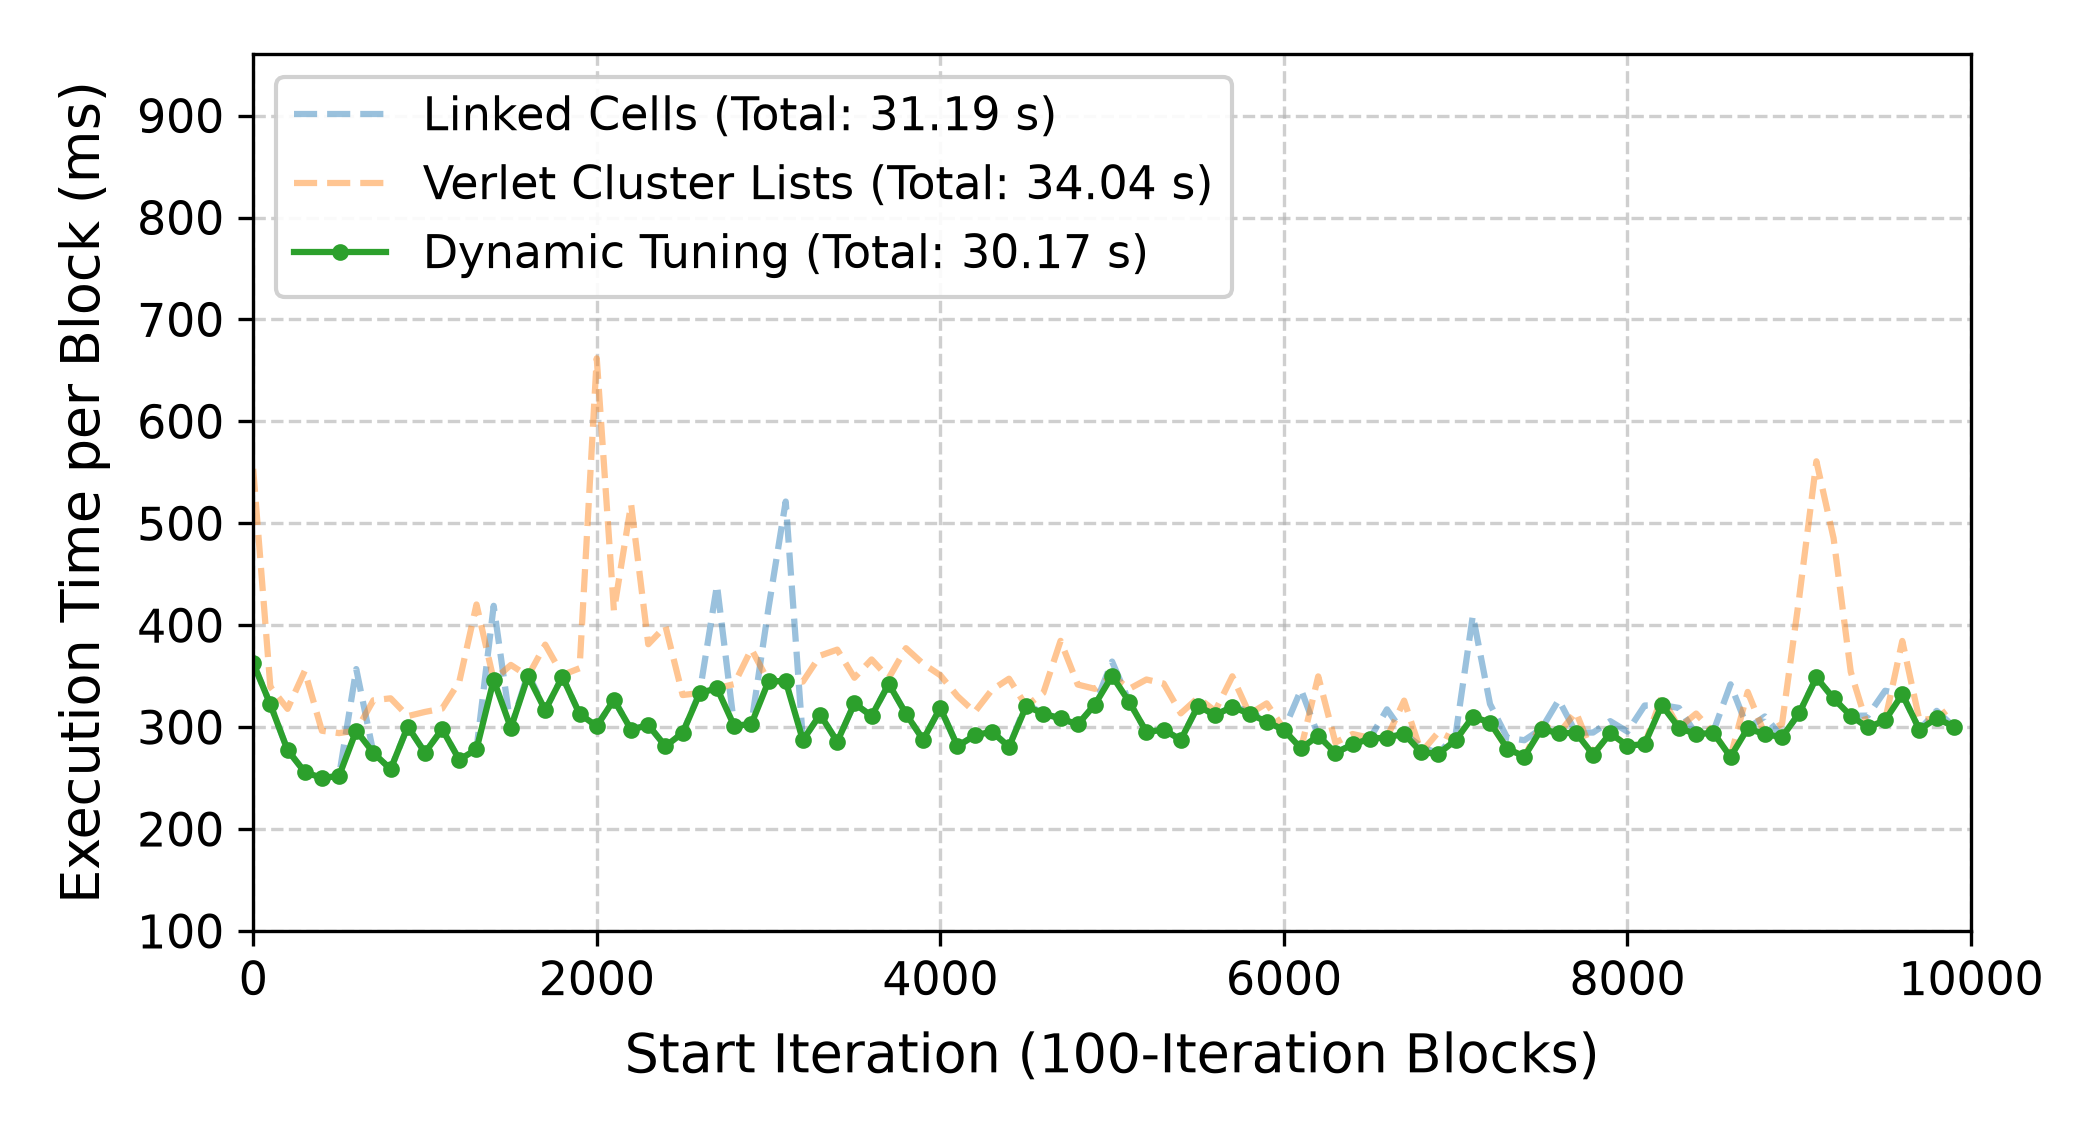 Linked Cells (Total: 31.19 s)
Verlet Cluster Lists (Total: 34.04 s)
Dynamic Tuning (Total: 30.17 s)
Execution Time per Block (ms)
900
800
700
600
500
400
300
200
100
0 2000 4000 6000 8000 10000
Start Iteration (100-Iteration Blocks)